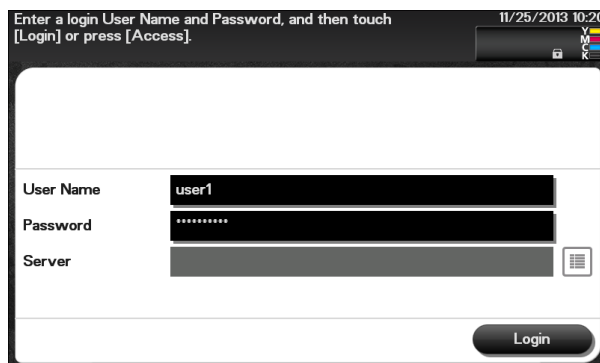 Enter a login User Name and Password, and then touch
[Login] or press [Access].
11/25/2013 10:20
Y
M
C
K
User Name
user1
Password
••••••••••
Server
Login